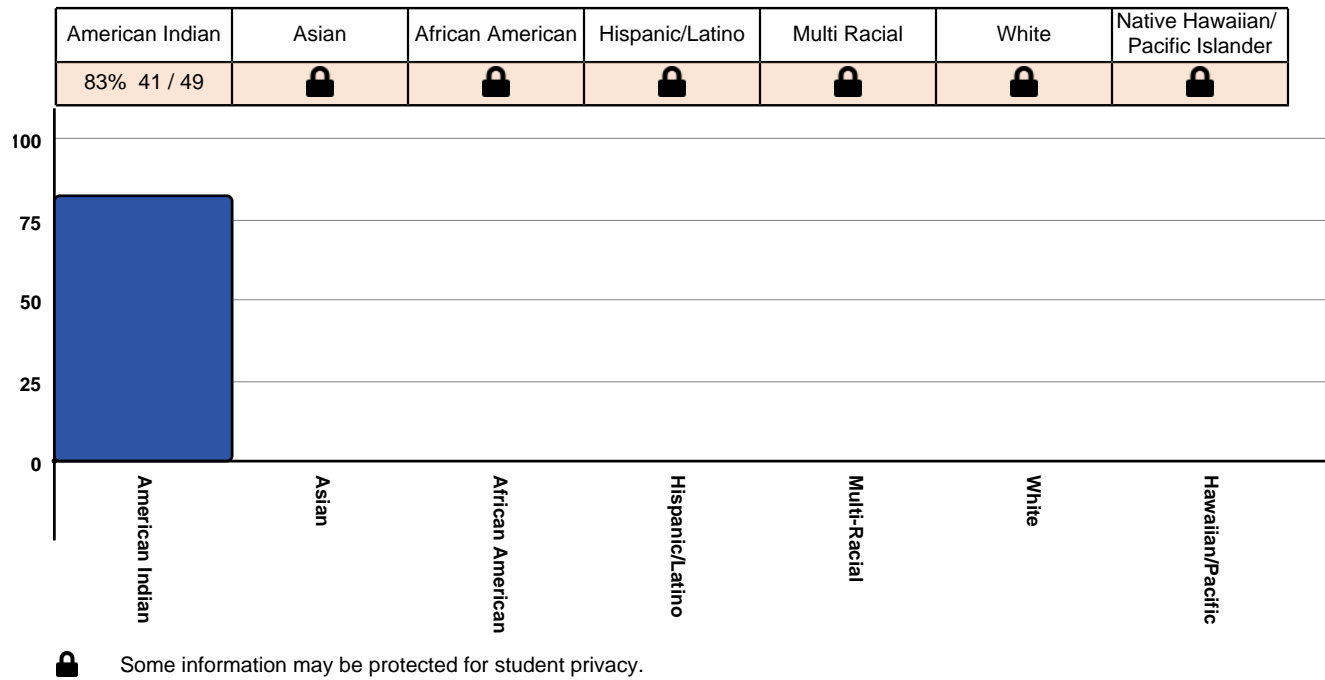 American Indian
Asian
African American
Hispanic/Latino
Multi Racial
White
Native Hawaiian/
Pacific Islander
83% 41 / 49
100
75
50
25
0
American Indian
Asian
African American
Hispanic/Latino
Multi-Racial
White
Hawaiian/Pacific
Some information may be protected for student privacy.